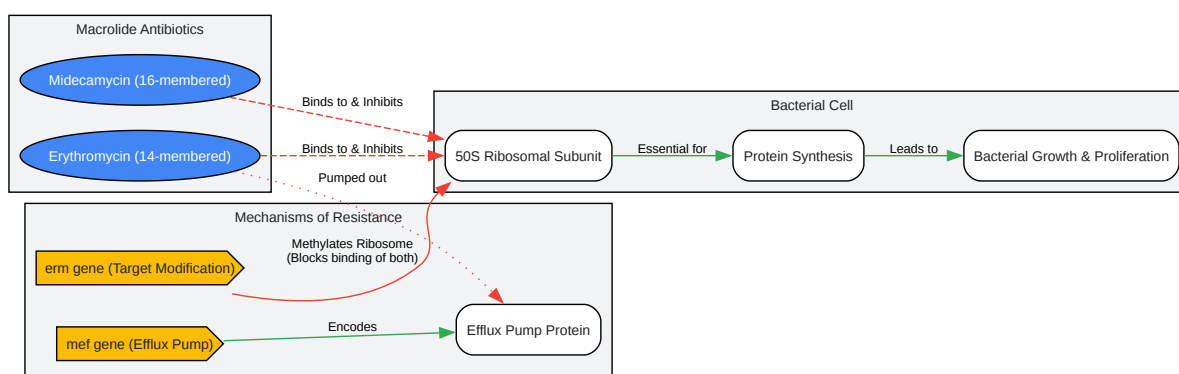 Macrolide Antibiotics
Midecamycin (16-membered)
Erythromycin (14-membered)
Binds to & Inhibits
Binds to & Inhibits
Pumped out
Bacterial Cell
50S Ribosomal Subunit
Essential for
Protein Synthesis
Leads to
Bacterial Growth & Proliferation
Mechanisms of Resistance
Methylates Ribosome
(Blocks binding of both)
erm gene (Target Modification)
mef gene (Efflux Pump)
Encodes
Efflux Pump Protein